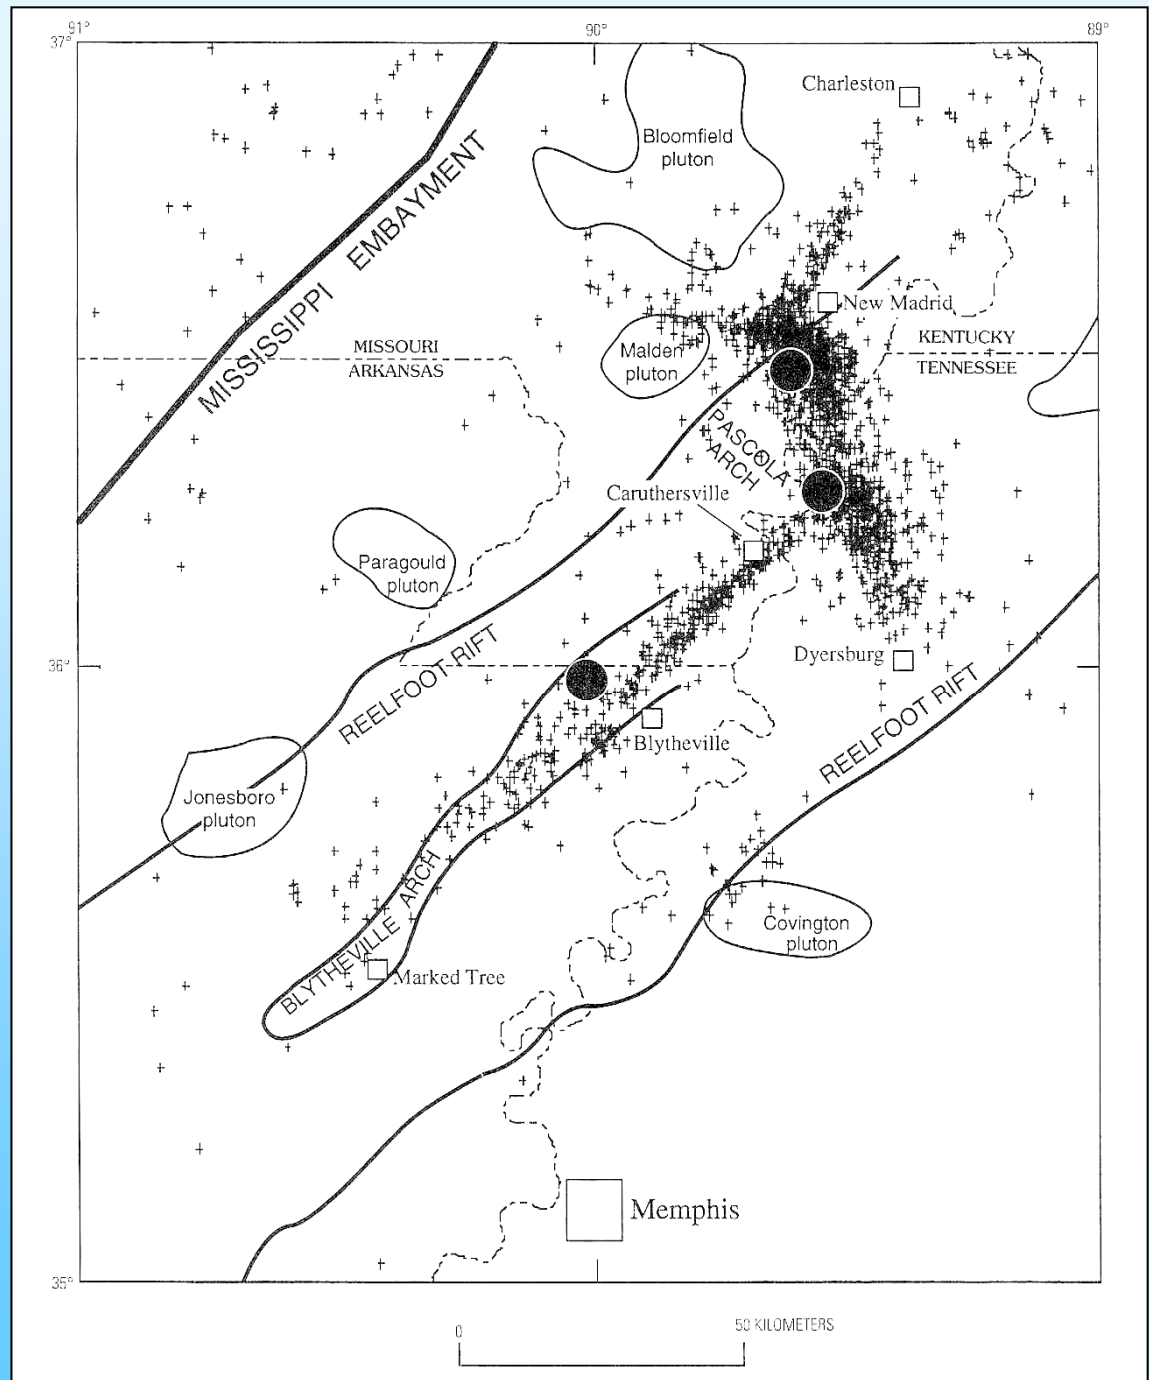 91°
90°
89°
37°
Charleston
Bloomfield
pluton
MISSISSIPPI EMBAYMENT
New Madrid
MISSOURI
ARKANSAS
KENTUCKY
TENNESSEE
Malden
pluton
PASCOLA
ARCH
Caruthersville
Paragould
pluton
REELFOOT RIFT
36°
Dyersburg
REELFOOT RIFT
Blytheville
Jonesboro
pluton
BLYTHEVILLE ARCH
Covington
pluton
Marked Tree
Memphis
35°
0
50 KILOMETERS